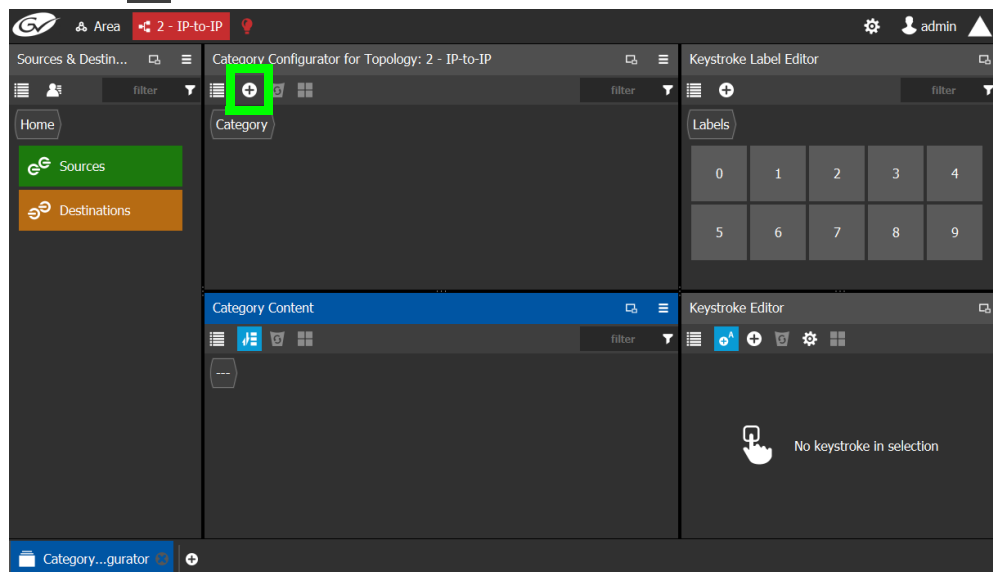 GV Area 2 - IP-to-IP admin
Sources & Destin...
filter
Home
Sources
Destinations
Category Configurator for Topology: 2 - IP-to-IP
filter
Category
Category Content
filter
---
Keystroke Label Editor
filter
Labels
0 1 2 3 4
5 6 7 8 9
Keystroke Editor
A
No keystroke in selection
Category...gurator